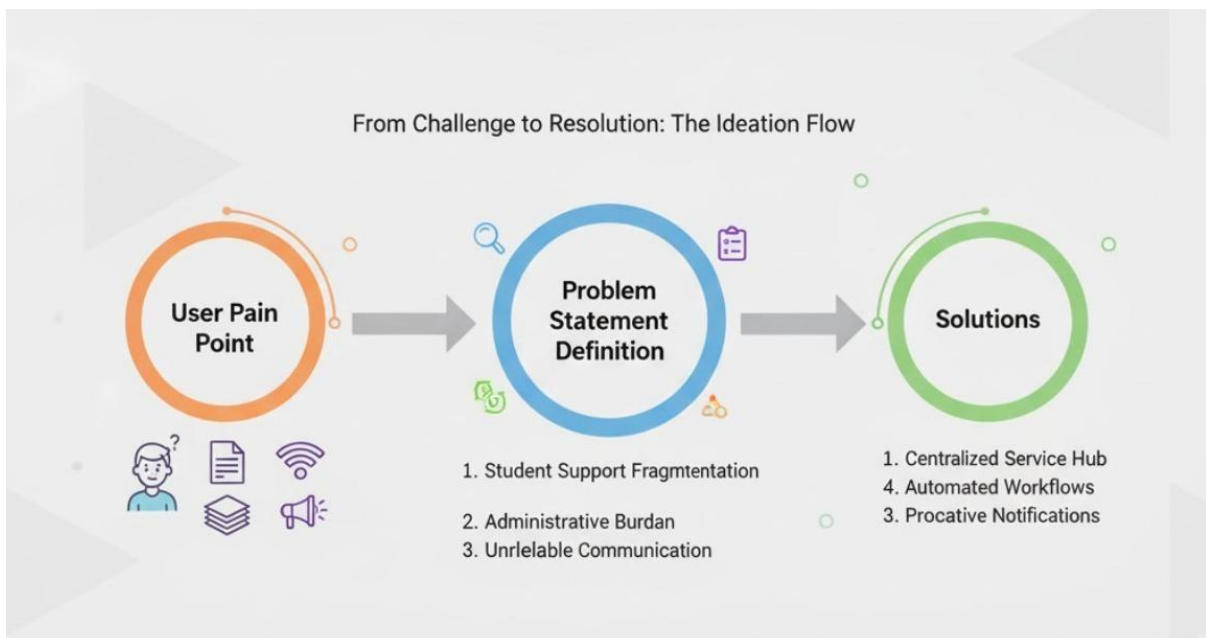 From Challenge to Resolution: The Ideation Flow
User Pain
Point
Problem
Statement
Definition
Solutions
1. Student Support Fragmtentation
2. Administrative Burdan
3. Unrlelable Communication
1. Centralized Service Hub
4. Automated Workflows
3. Procative Notifications